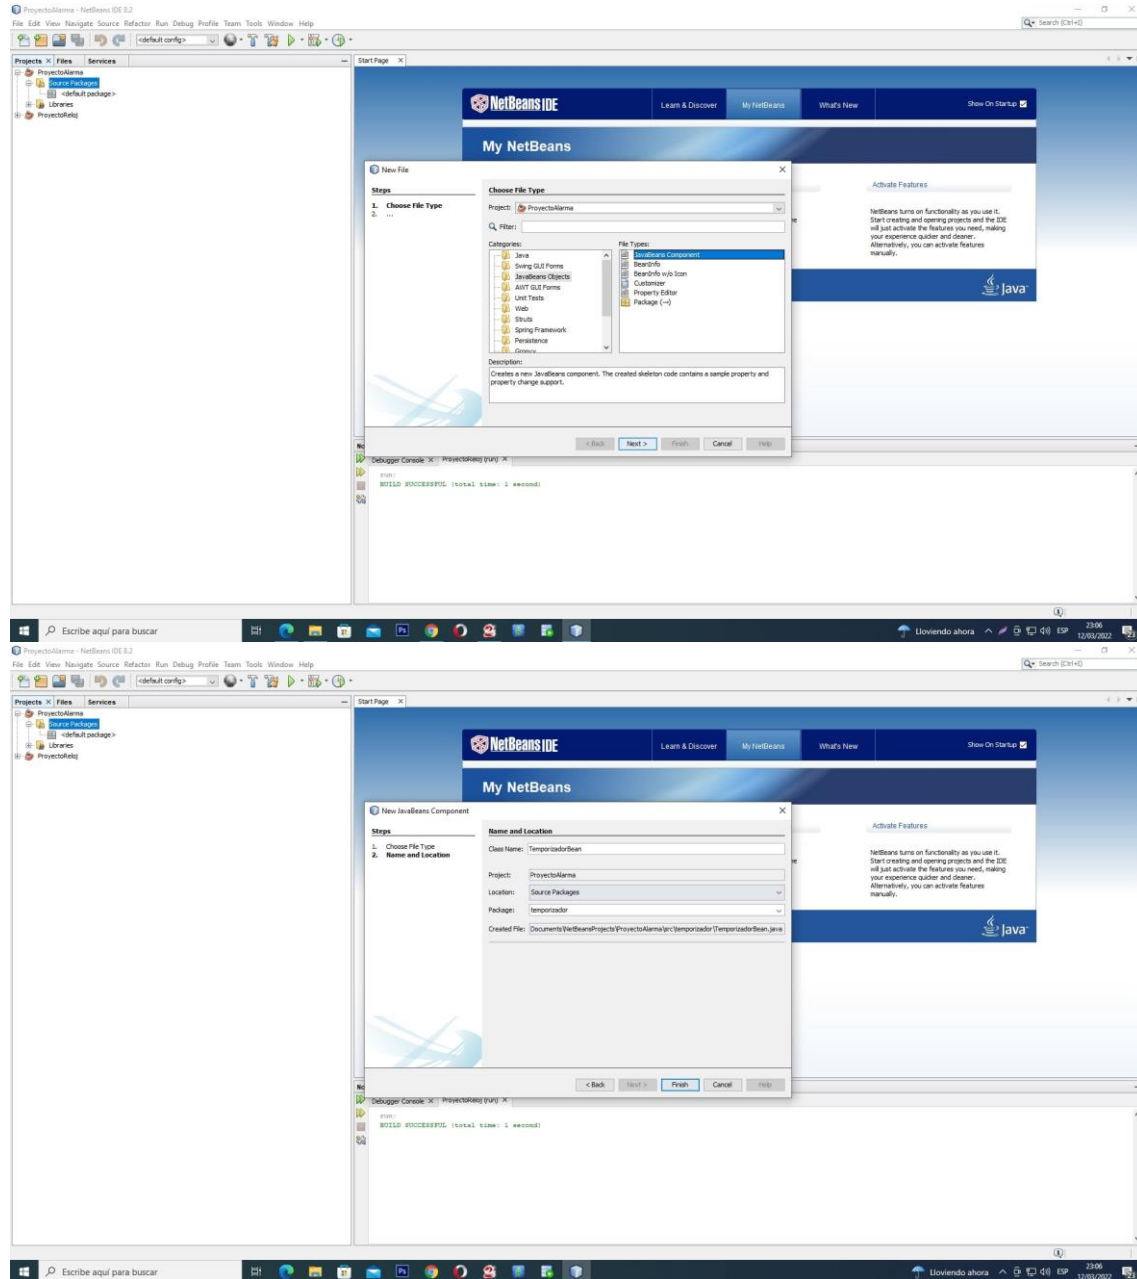 ProyectoAlarma - NetBeans IDE 8.2
File Edit View Navigate Source Refactor Run Debug Profile Team Tools Window Help
Search (Ctrl+I)
<default config>
Projects Files Services
Start Page
ProyectoAlarma
Source Packages
<default package>
Libraries
ProyectoReloj
NetBeans IDE
Learn & Discover
My NetBeans
What's New
Show On Startup
My NetBeans
New File
Steps
1. Choose File Type
2. ...
Choose File Type
Project: ProyectoAlarma
Filter:
Categories:
Java
Swing GUI Forms
JavaBeans Objects
AWT GUI Forms
Unit Tests
Web
Struts
Spring Framework
Persistence
Groovy
File Types:
JavaBeans Component
BeanInfo
BeanInfo w/o Icon
Customizer
Property Editor
Package (→)
Description:
Creates a new JavaBeans component. The created skeleton code contains a sample property and
property change support.
< Back Next > Finish Cancel Help
Activate Features
NetBeans turns on functionality as you use it.
Start creating and opening projects and the IDE
will just activate the features you need, making
your experience quicker and cleaner.
Alternatively, you can activate features
manually.
Java
Debugger Console ProyectoReloj (run)
run:
BUILD SUCCESSFUL (total time: 1 second)
Escribe aquí para buscar
Lloviendo ahora
ESP
23:06
12/03/2022
ProyectoAlarma - NetBeans IDE 8.2
File Edit View Navigate Source Refactor Run Debug Profile Team Tools Window Help
Search (Ctrl+I)
<default config>
Projects Files Services
Start Page
ProyectoAlarma
Source Packages
<default package>
Libraries
ProyectoReloj
NetBeans IDE
Learn & Discover
My NetBeans
What's New
Show On Startup
My NetBeans
New JavaBeans Component
Steps
1. Choose File Type
2. Name and Location
Name and Location
Class Name: TemporizadorBean
Project: ProyectoAlarma
Location: Source Packages
Package: temporizador
Created File: Documents\NetBeansProjects\ProyectoAlarma\src\temporizador\TemporizadorBean.java
< Back Next > Finish Cancel Help
Activate Features
NetBeans turns on functionality as you use it.
Start creating and opening projects and the IDE
will just activate the features you need, making
your experience quicker and cleaner.
Alternatively, you can activate features
manually.
Java
Debugger Console ProyectoReloj (run)
run:
BUILD SUCCESSFUL (total time: 1 second)
Escribe aquí para buscar
Lloviendo ahora
ESP
23:06
12/03/2022